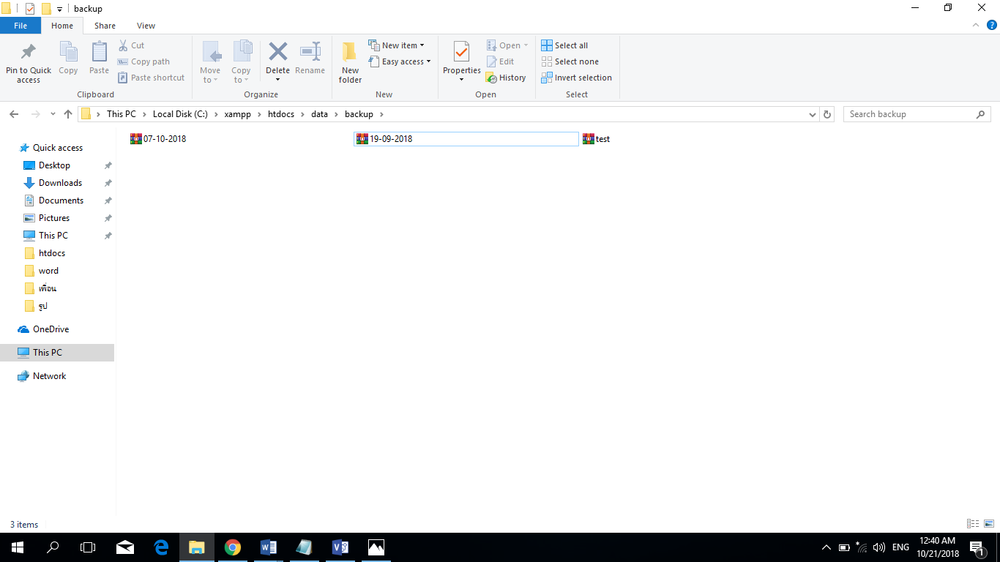 backup
File Home Share View
Pin to Quick access
Copy
Paste
Cut
Copy path
Paste shortcut
Clipboard
Move to
Copy to
Delete
Rename
Organize
New folder
New item
Easy access
New
Properties
Open
Edit
History
Open
Select all
Select none
Invert selection
Select
This PC > Local Disk (C:) > xampp > htdocs > data > backup >
Search backup
07-10-2018 19-09-2018 test
Quick access
Desktop
Downloads
Documents
Pictures
This PC
htdocs
word
เพื่อน
รูป
OneDrive
This PC
Network
3 items
ENG
12:40 AM
10/21/2018
1